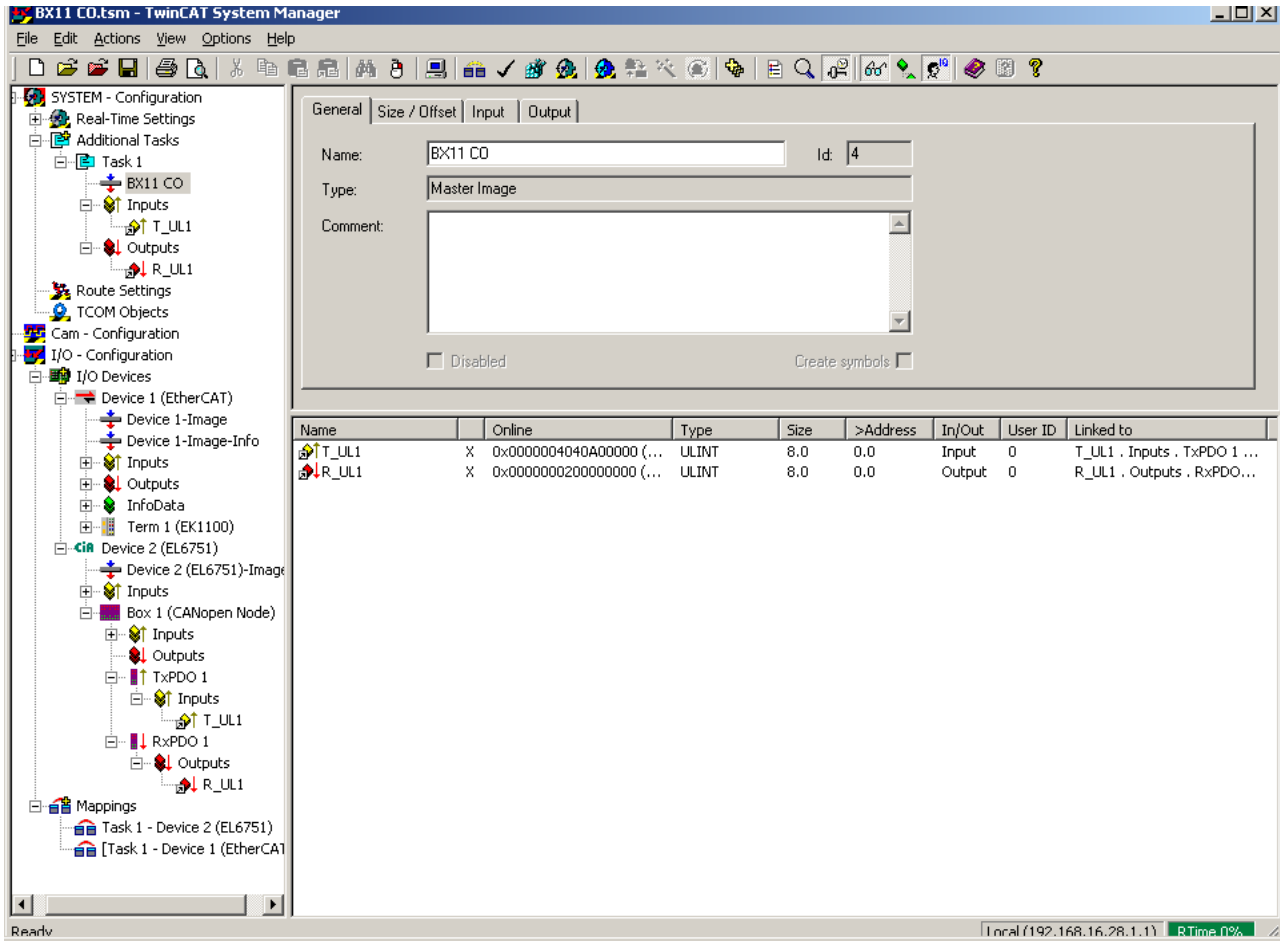 BX11 CO.tsm - TwinCAT System Manager
File Edit Actions View Options Help
SYSTEM - Configuration
Real-Time Settings
Additional Tasks
Task 1
BX11 CO
Inputs
T_UL1
Outputs
R_UL1
Route Settings
TCOM Objects
Cam - Configuration
I/O - Configuration
I/O Devices
Device 1 (EtherCAT)
Device 1-Image
Device 1-Image-Info
Inputs
Outputs
InfoData
Term 1 (EK1100)
CiA Device 2 (EL6751)
Device 2 (EL6751)-Image
Inputs
Box 1 (CANopen Node)
Inputs
Outputs
TxPDO 1
Inputs
T_UL1
RxPDO 1
Outputs
R_UL1
Mappings
Task 1 - Device 2 (EL6751)
[Task 1 - Device 1 (EtherCAT
General Size / Offset Input Output
Name: BX11 CO Id: 4
Type: Master Image
Comment:
Disabled Create symbols
Name Online Type Size >Address In/Out User ID Linked to
T_UL1 X 0x0000004040A00000 (... ULINT 8.0 0.0 Input 0 T_UL1 . Inputs . TxPDO 1 ...
R_UL1 X 0x0000000200000000 (... ULINT 8.0 0.0 Output 0 R_UL1 . Outputs . RxPDO...
Ready Local (192.168.16.28.1.1) RTime 0%